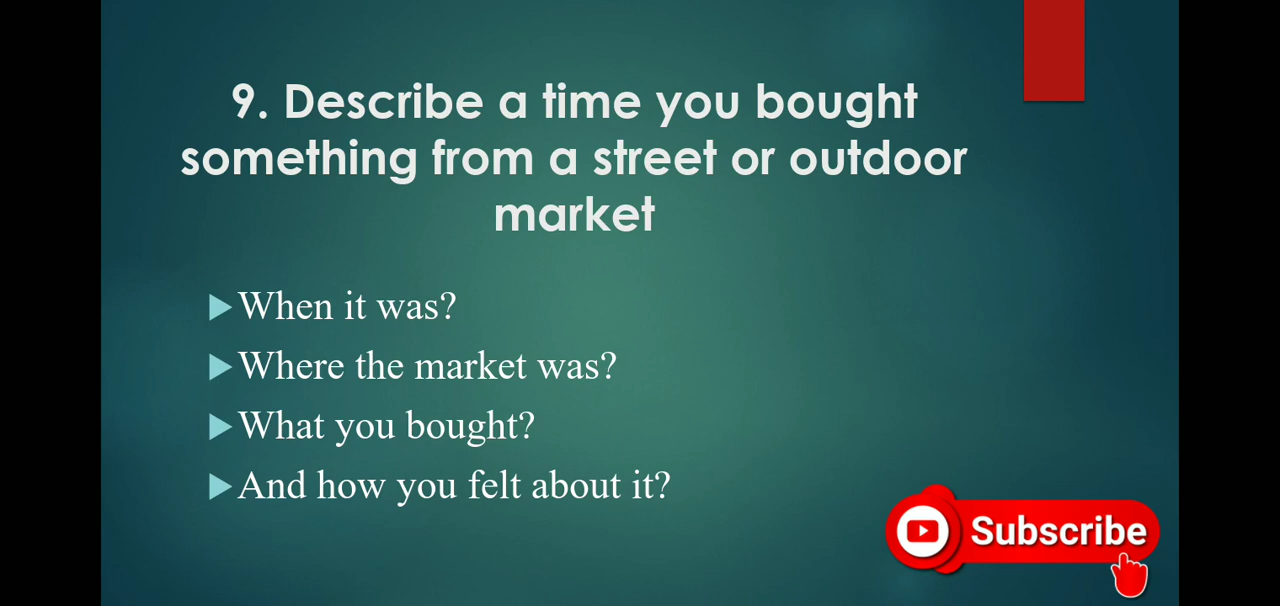 9. Describe a time you bought
something from a street or outdoor
market
When it was?
Where the market was?
What you bought?
And how you felt about it?
Subscribe